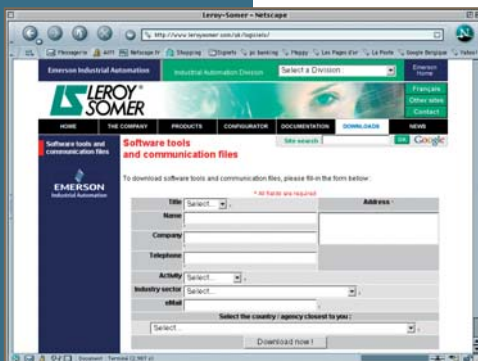 Leroy-Somer - Netscape
http://www.leroysomer.com/uk/logiciels/
Emerson Industrial Automation
Industrial Automation Division
Select a Division
Emerson
Home
LEROY®
SOMER
Français
Other sites
Contact
HOME
THE COMPANY
PRODUCTS
CONFIGURATOR
DOCUMENTATION
DOWNLOADS
NEWS
Software tools and
communication files
EMERSON
Industrial Automation
Site search
Google
Software tools
and communication files
To download software tools and communication files, please fill-in the form bellow:
* All fields are required
Title
Select...
Address
Name
Company
Telephone
Activity
Select...
Industry sector
Select...
eMail
Select the country / agency closest to you :
Select...
Download now !